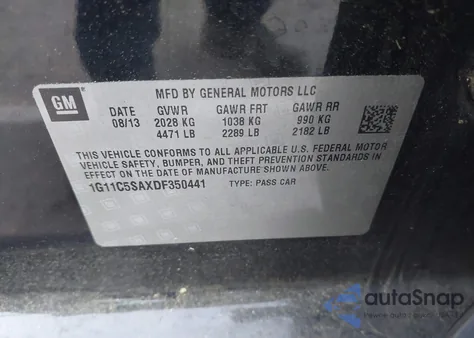 GM
MFD BY GENERAL MOTORS LLC
DATE GVWR GAWR FRT GAWR RR
08/13 2028 KG 1038 KG 990 KG
4471 LB 2289 LB 2182 LB
THIS VEHICLE CONFORMS TO ALL APPLICABLE U.S. FEDERAL MOTOR
VEHICLE SAFETY, BUMPER, AND THEFT PREVENTION STANDARDS IN
EFFECT ON THE DATE OF MANUFACTURE SHOWN ABOVE.
1G11C5SAXDF350441 TYPE: PASS CAR
autoSnap